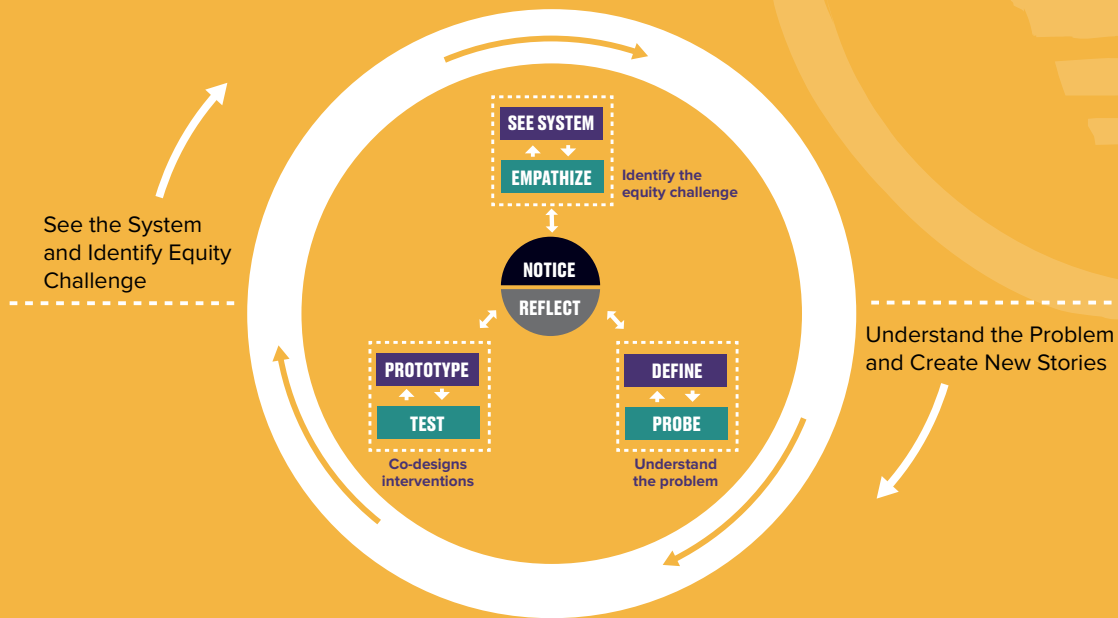 SEE SYSTEM
EMPATHIZE
Identify the
equity challenge
See the System
and Identify Equity
Challenge
NOTICE
REFLECT
Understand the Problem
and Create New Stories
PROTOTYPE
TEST
Co-designs
interventions
DEFINE
PROBE
Understand
the problem